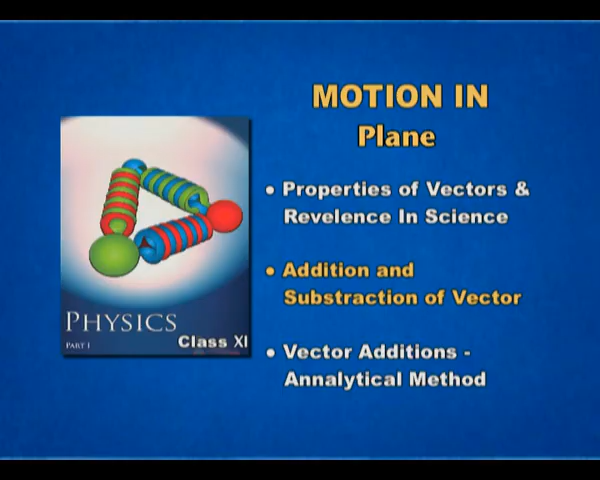 MOTION IN
Plane
• Properties of Vectors &
Revelence In Science
• Addition and
Substraction of Vector
• Vector Additions -
Annalytical Method
PHYSICS
PART I
Class XI